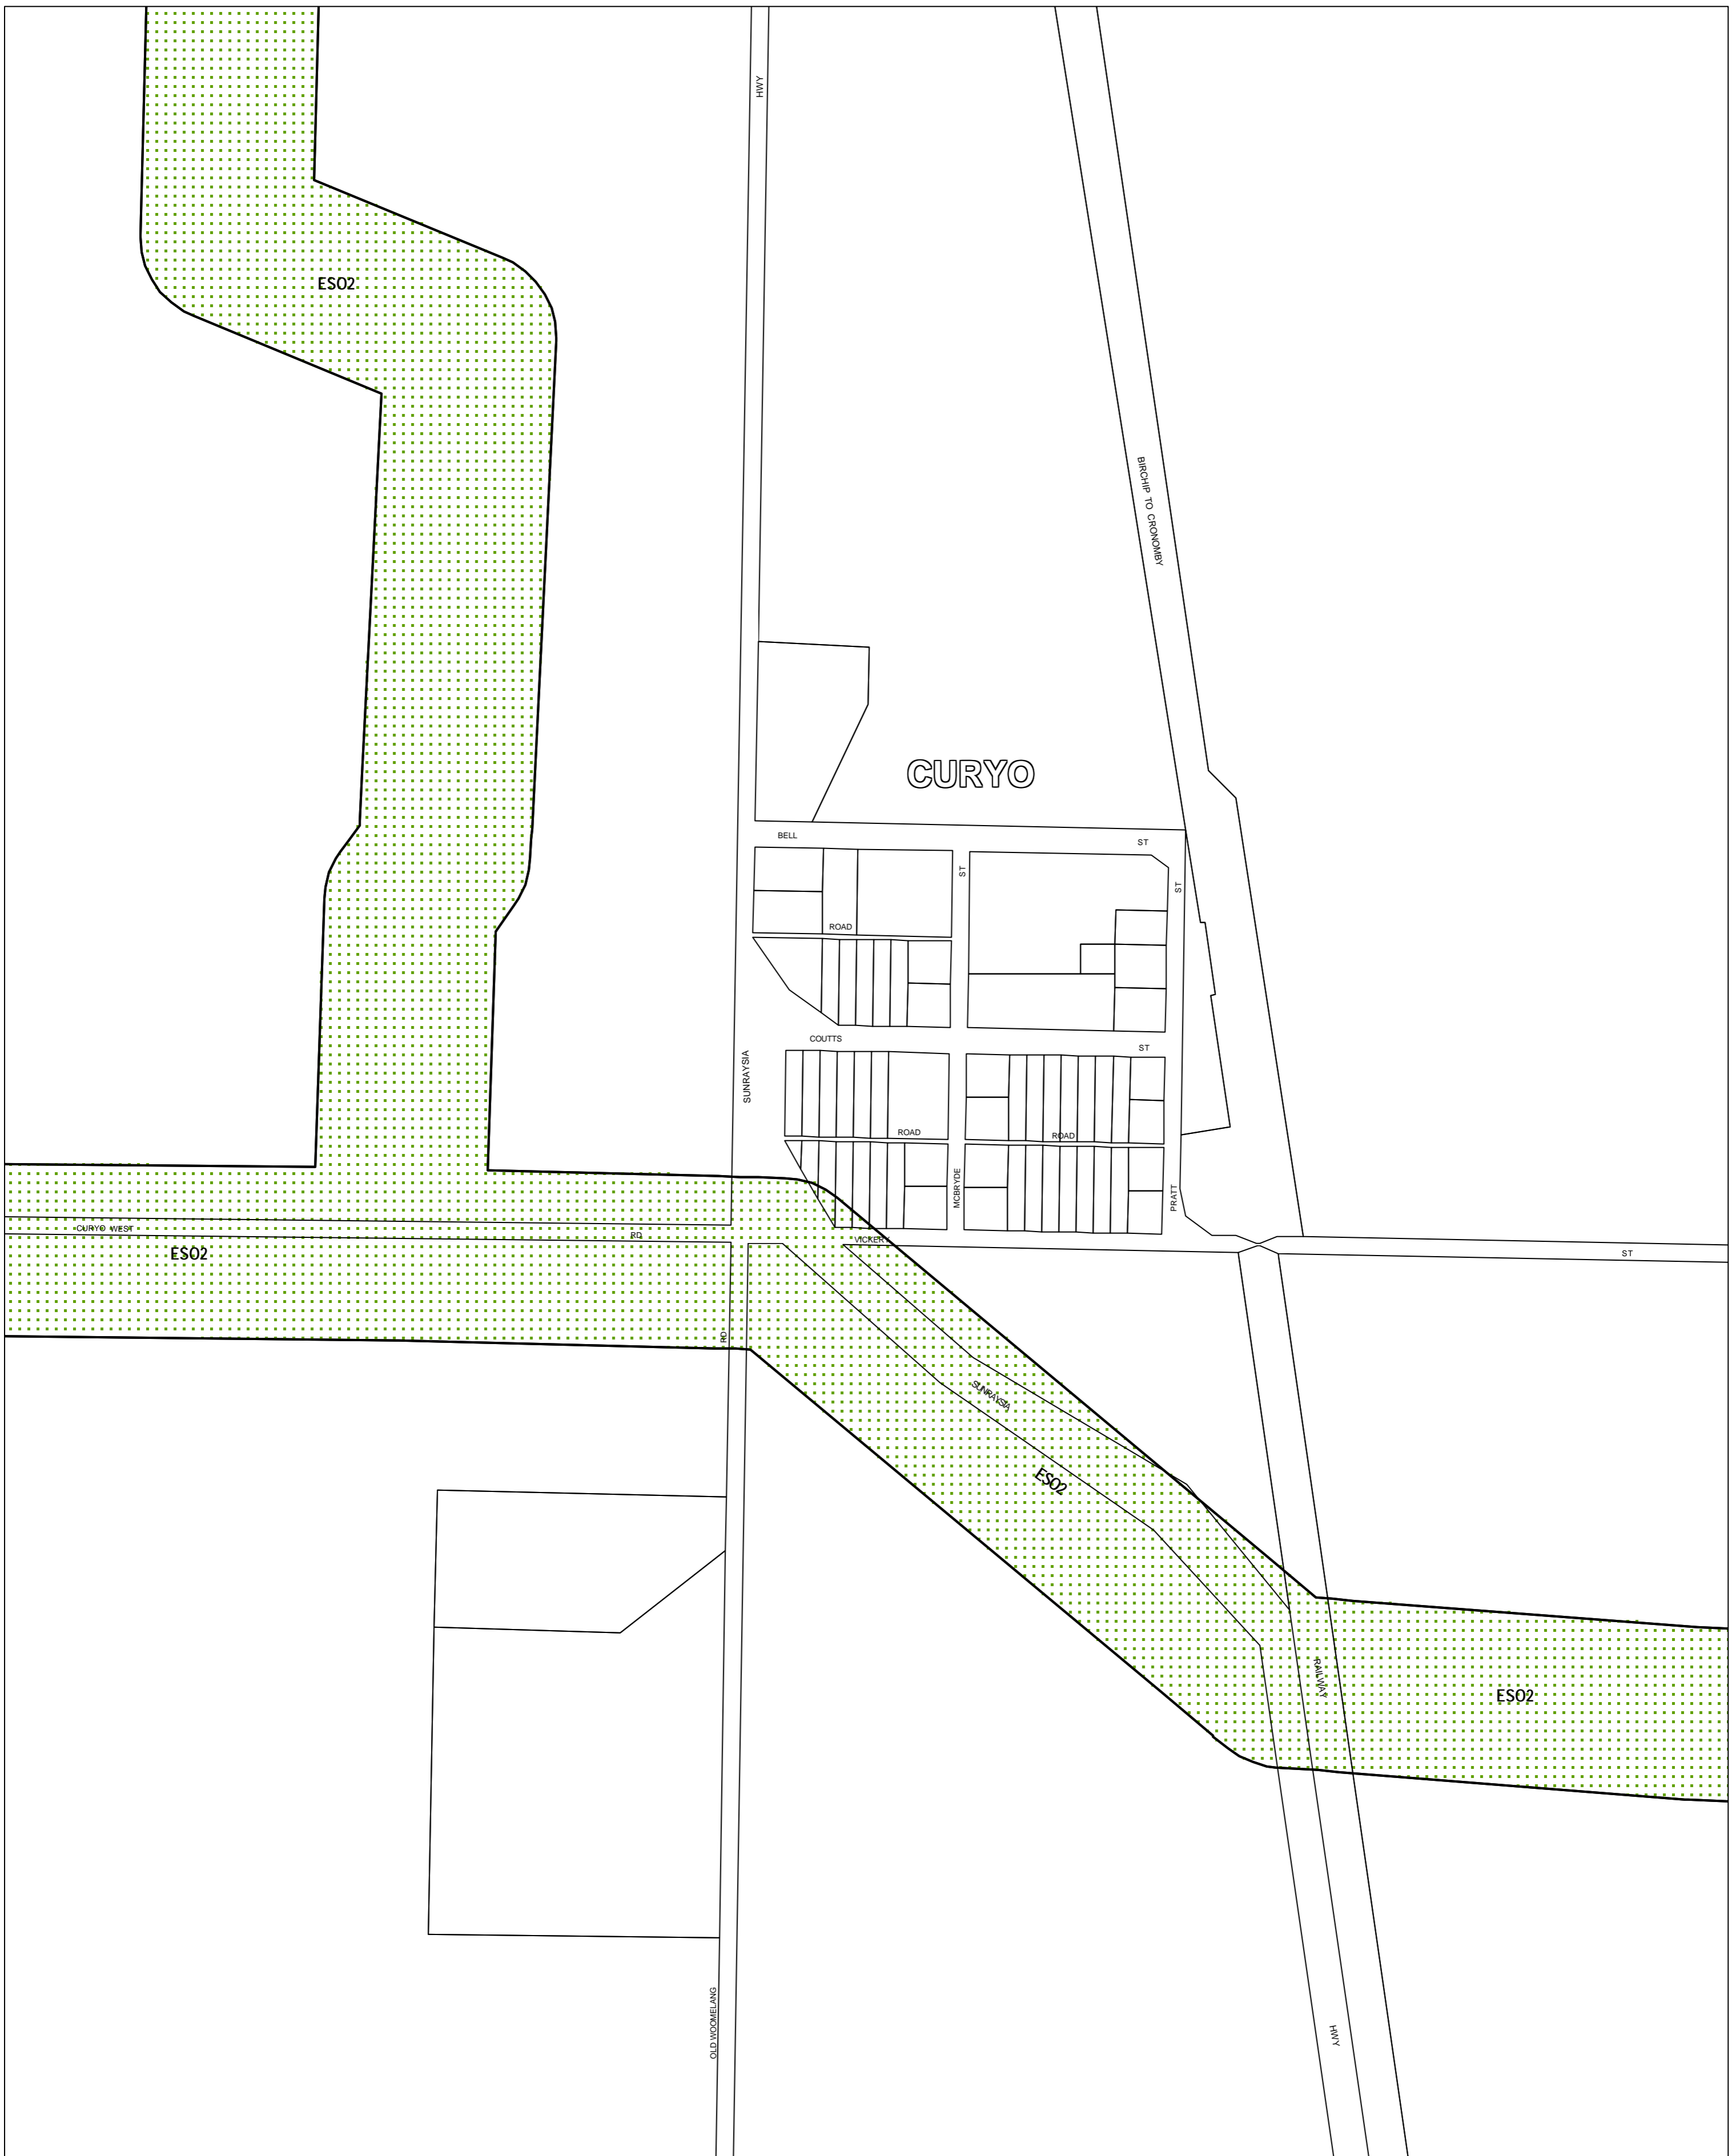 HWY
ESO2
BIRCHIP TO CRONOMBY
CURYO
BELL
ST
ST
ST
ROAD
COUTTS
ST
SUNRAYSIA
ROAD
ROAD
MCBRYDE
PRATT
CURYO WEST
RD
VICKERY
ST
ESO2
RD
SUNRAYSIA
ESO2
RAILWAY
ESO2
OLD WOOMELANG
HWY